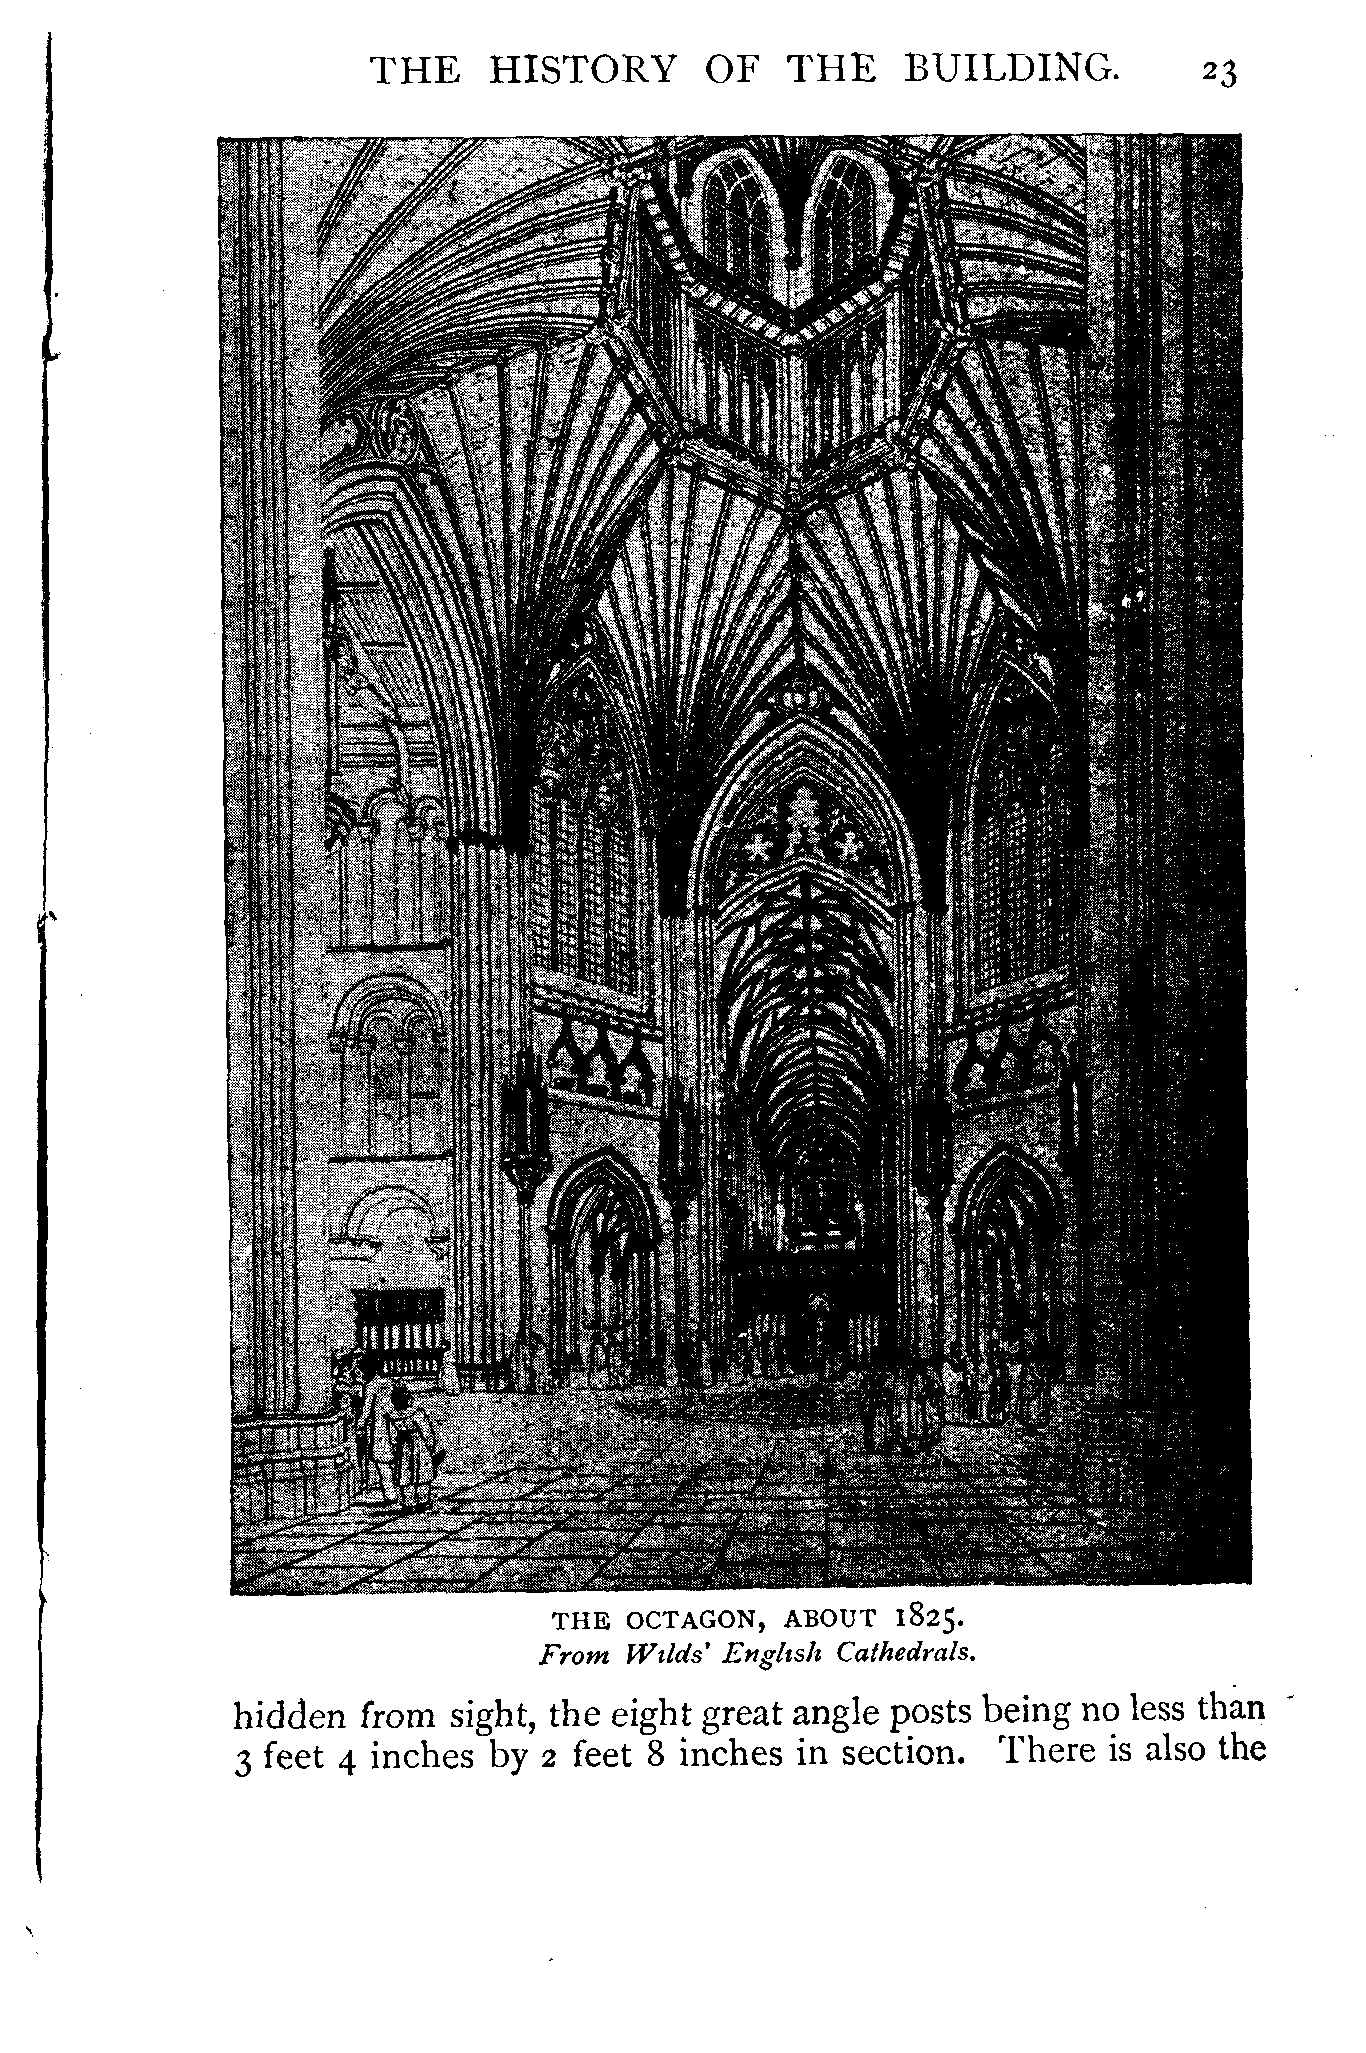 THE HISTORY OF THE BUILDING. 23
THE OCTAGON, ABOUT 1825.
From Wilds' English Cathedrals.
hidden from sight, the eight great angle posts being no less than
3 feet 4 inches by 2 feet 8 inches in section. There is also the